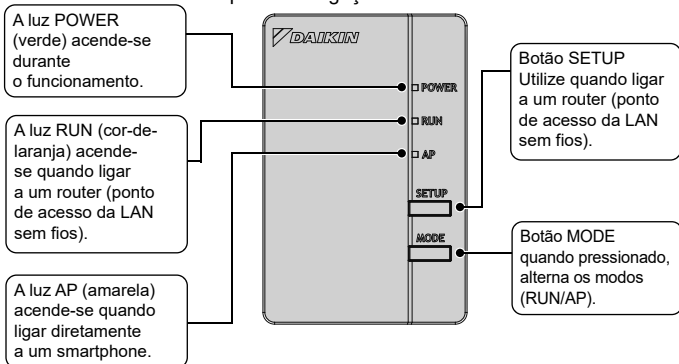 A luz POWER
(verde) acende-se
durante
o funcionamento.
A luz RUN (cor-de-
laranja) acende-
se quando ligar
a um router (ponto
de acesso da LAN
sem fios).
A luz AP (amarela)
acende-se quando
ligar diretamente
a um smartphone.
DAIKIN
POWER
RUN
AP
SETUP
MODE
Botão SETUP
Utilize quando ligar
a um router (ponto
de acesso da LAN
sem fios).
Botão MODE
quando pressionado,
alterna os modos
(RUN/AP).